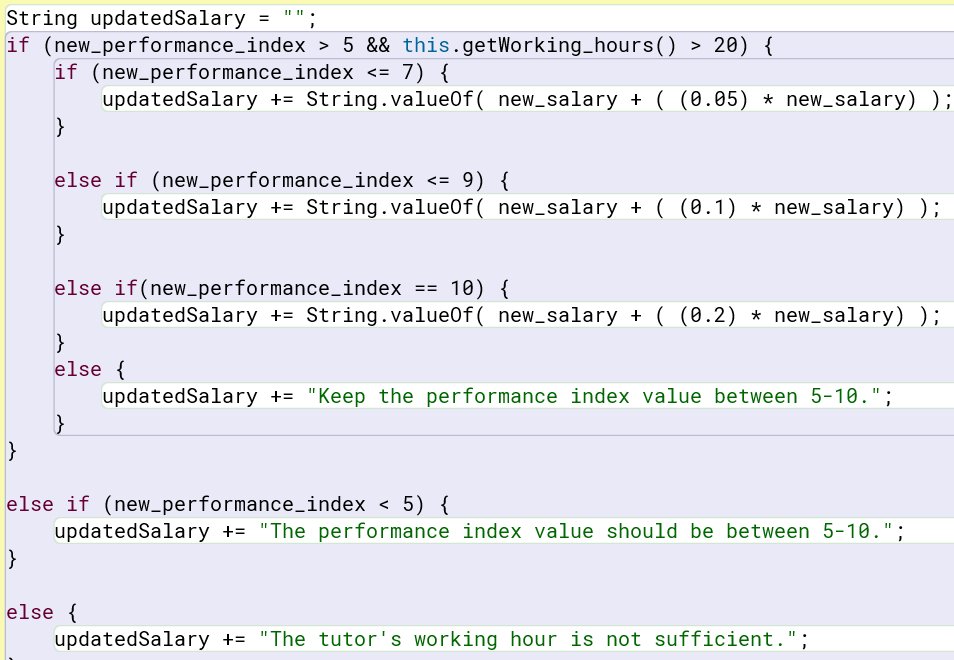 String updatedSalary = "";
if (new_performance_index > 5 && this.getWorking_hours() > 20) {
if (new_performance_index <= 7) {
updatedSalary += String.valueOf( new_salary + ( (0.05) * new_salary) );
}
else if (new_performance_index <= 9) {
updatedSalary += String.valueOf( new_salary + ( (0.1) * new_salary) );
}
else if(new_performance_index == 10) {
updatedSalary += String.valueOf( new_salary + ( (0.2) * new_salary) );
}
else {
updatedSalary += "Keep the performance index value between 5-10.";
}
}
else if (new_performance_index < 5) {
updatedSalary += "The performance index value should be between 5-10.";
}
else {
updatedSalary += "The tutor's working hour is not sufficient.";